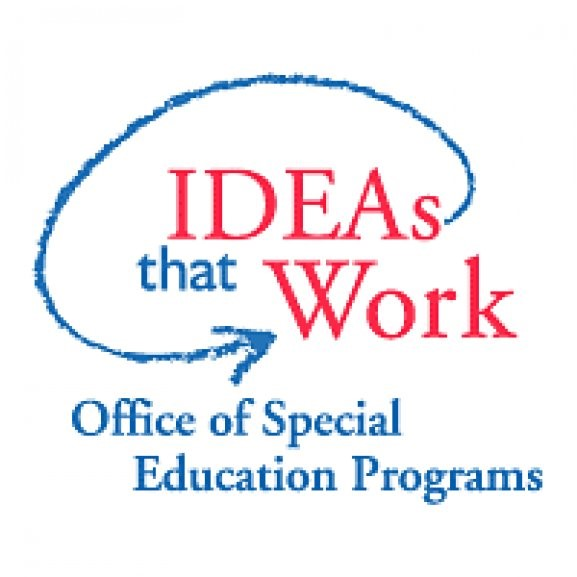 IDEAs
that Work
Office of Special
Education Programs